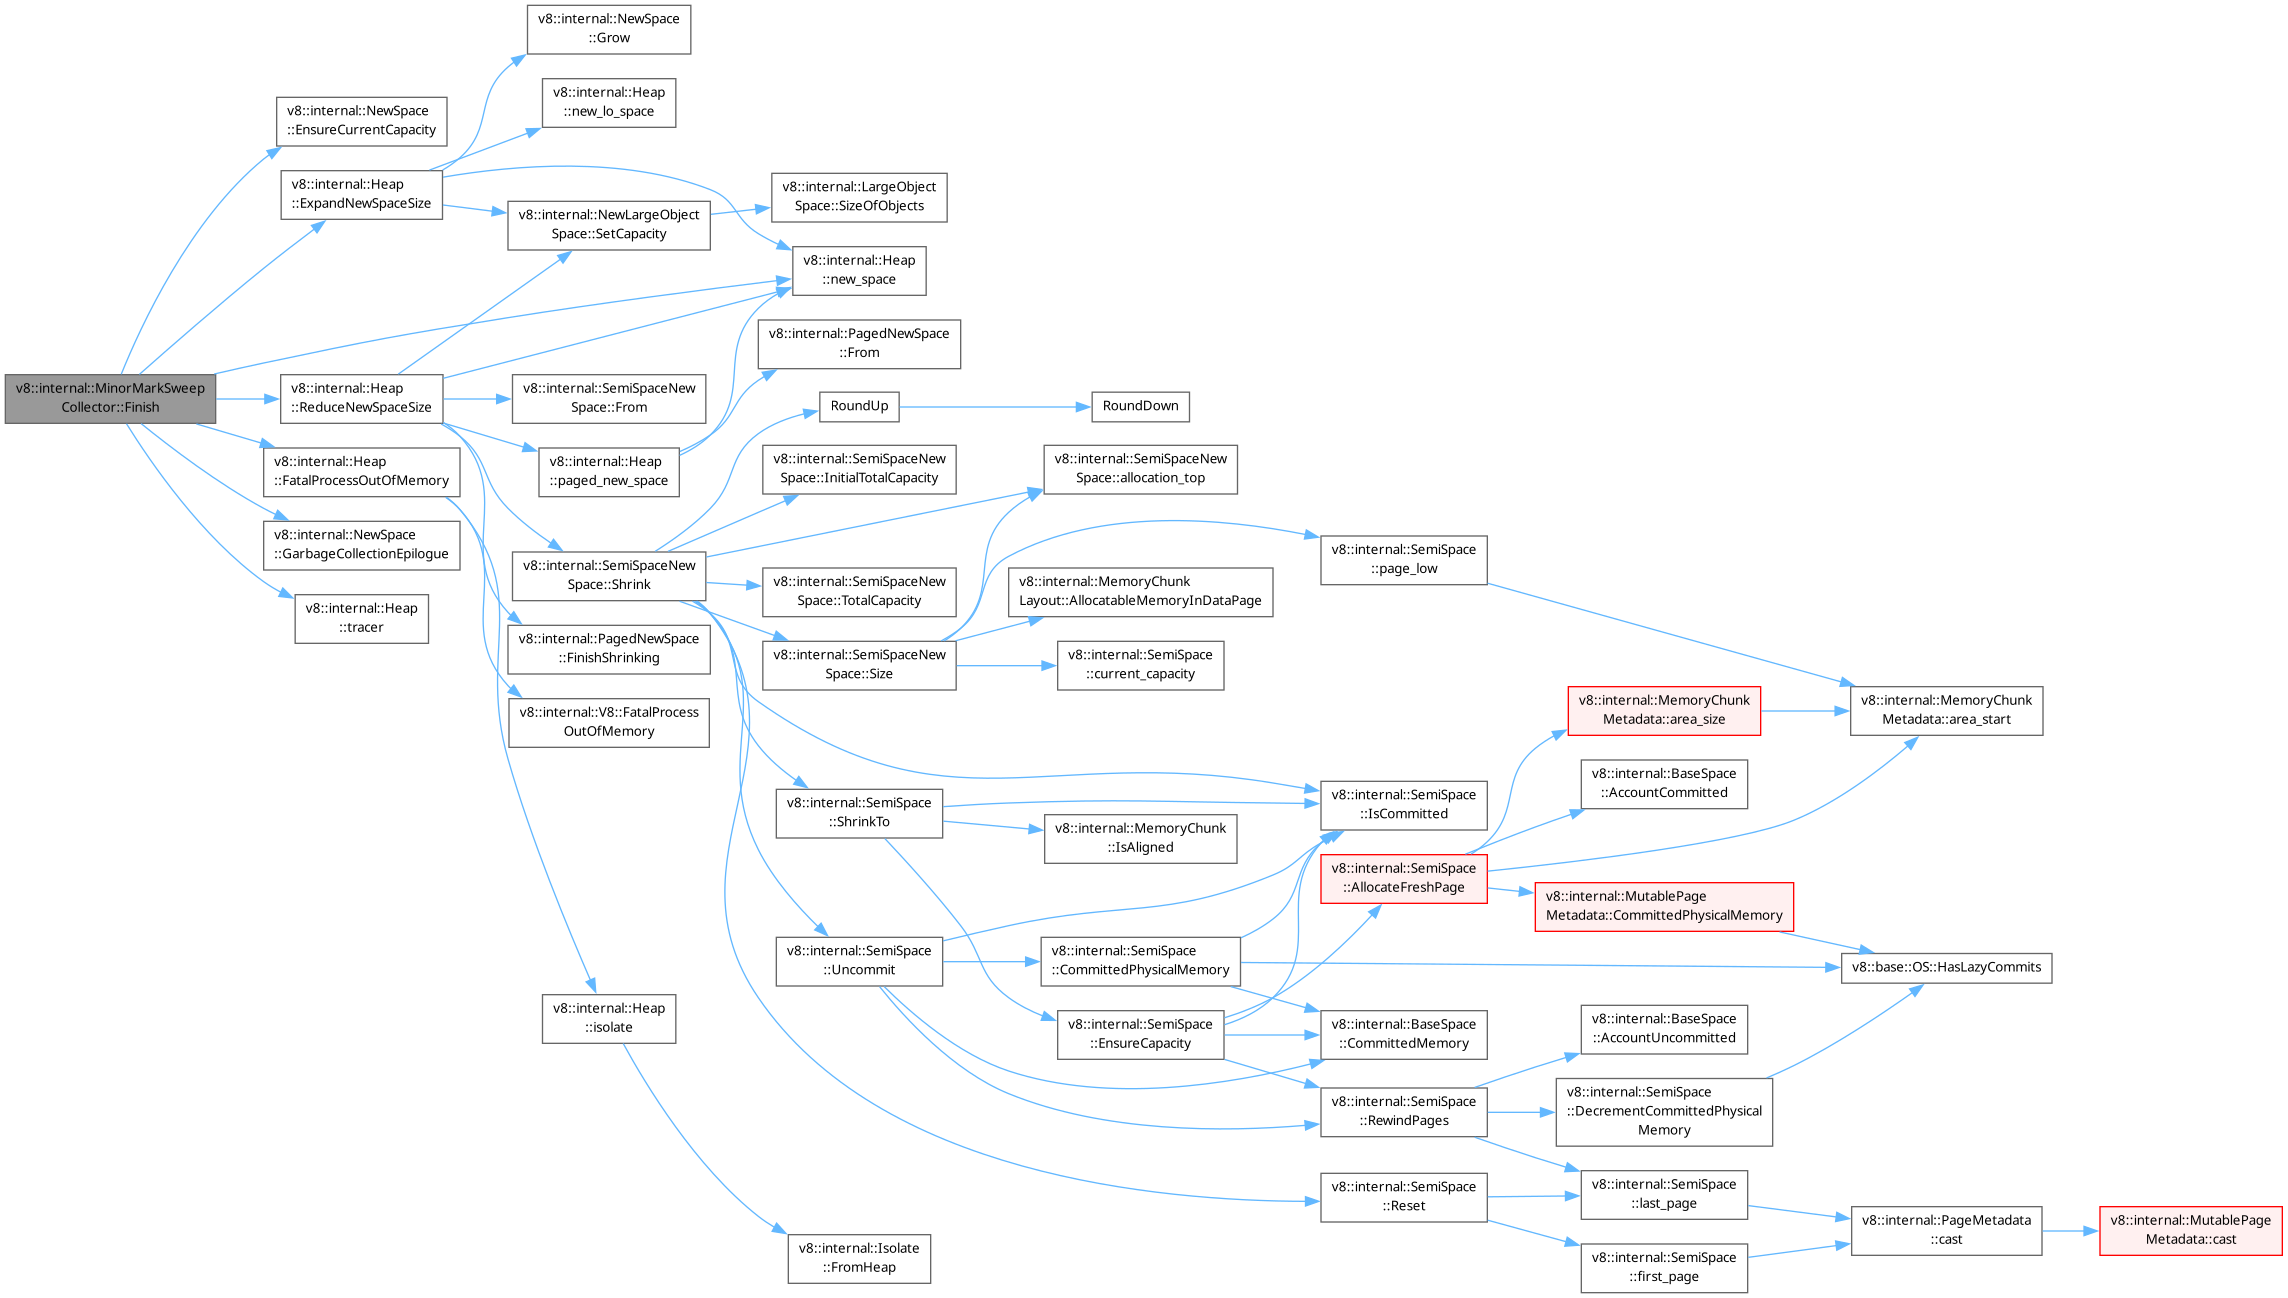 v8::internal::NewSpace
::Grow
v8::internal::Heap
::new_lo_space
v8::internal::NewSpace
::EnsureCurrentCapacity
v8::internal::Heap
::ExpandNewSpaceSize
v8::internal::LargeObject
Space::SizeOfObjects
v8::internal::NewLargeObject
Space::SetCapacity
v8::internal::Heap
::new_space
v8::internal::PagedNewSpace
::From
v8::internal::MinorMarkSweep
Collector::Finish
v8::internal::Heap
::ReduceNewSpaceSize
v8::internal::SemiSpaceNew
Space::From
RoundUp
RoundDown
v8::internal::Heap
::FatalProcessOutOfMemory
v8::internal::Heap
::paged_new_space
v8::internal::SemiSpaceNew
Space::InitialTotalCapacity
v8::internal::SemiSpaceNew
Space::allocation_top
v8::internal::NewSpace
::GarbageCollectionEpilogue
v8::internal::SemiSpaceNew
Space::Shrink
v8::internal::SemiSpace
::page_low
v8::internal::SemiSpaceNew
Space::TotalCapacity
v8::internal::MemoryChunk
Layout::AllocatableMemoryInDataPage
v8::internal::Heap
::tracer
v8::internal::PagedNewSpace
::FinishShrinking
v8::internal::SemiSpaceNew
Space::Size
v8::internal::SemiSpace
::current_capacity
v8::internal::V8::FatalProcess
OutOfMemory
v8::internal::MemoryChunk
Metadata::area_size
v8::internal::MemoryChunk
Metadata::area_start
v8::internal::BaseSpace
::AccountCommitted
v8::internal::SemiSpace
::ShrinkTo
v8::internal::SemiSpace
::IsCommitted
v8::internal::MemoryChunk
::IsAligned
v8::internal::SemiSpace
::AllocateFreshPage
v8::internal::MutablePage
Metadata::CommittedPhysicalMemory
v8::internal::SemiSpace
::Uncommit
v8::internal::SemiSpace
::CommittedPhysicalMemory
v8::base::OS::HasLazyCommits
v8::internal::Heap
::isolate
v8::internal::SemiSpace
::EnsureCapacity
v8::internal::BaseSpace
::CommittedMemory
v8::internal::BaseSpace
::AccountUncommitted
v8::internal::SemiSpace
::RewindPages
v8::internal::SemiSpace
::DecrementCommittedPhysical
Memory
v8::internal::SemiSpace
::Reset
v8::internal::SemiSpace
::last_page
v8::internal::PageMetadata
::cast
v8::internal::MutablePage
Metadata::cast
v8::internal::Isolate
::FromHeap
v8::internal::SemiSpace
::first_page